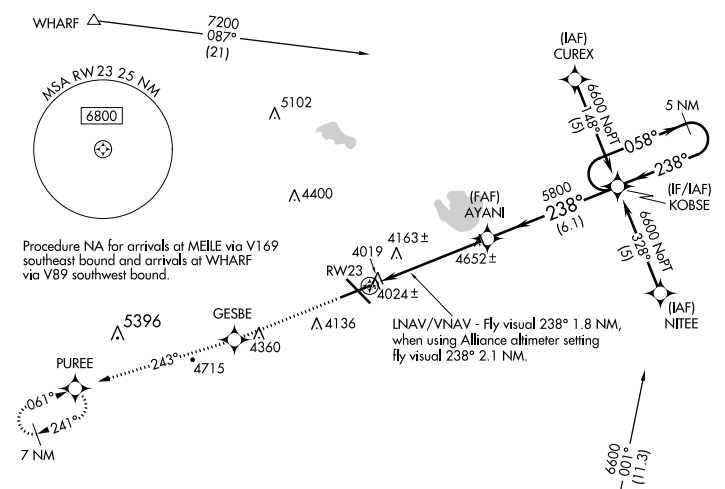 WHARF
7200
087°
(21)
(IAF)
CUREX
MSA RW 23 25 NM
6800
5102
6600 NoPT
148°
(5)
5 NM
058°
238°
4400
(FAF)
AYANI
5800
238°
(6.1)
(IF/IAF)
KOBSE
Procedure NA for arrivals at MEILE via V169
southeast bound and arrivals at WHARF
via V89 southwest bound.
4163±
4652±
4019
RW23
4024±
6600 NoPT
328°
(5)
(IAF)
NITEE
5396
GESBE
4136
4360
LNAV/VNAV - Fly visual 238° 1.8 NM,
when using Alliance altimeter setting
fly visual 238° 2.1 NM.
PUREE
243°
4715
061°
241°
7 NM
6600
001°
(11.3)